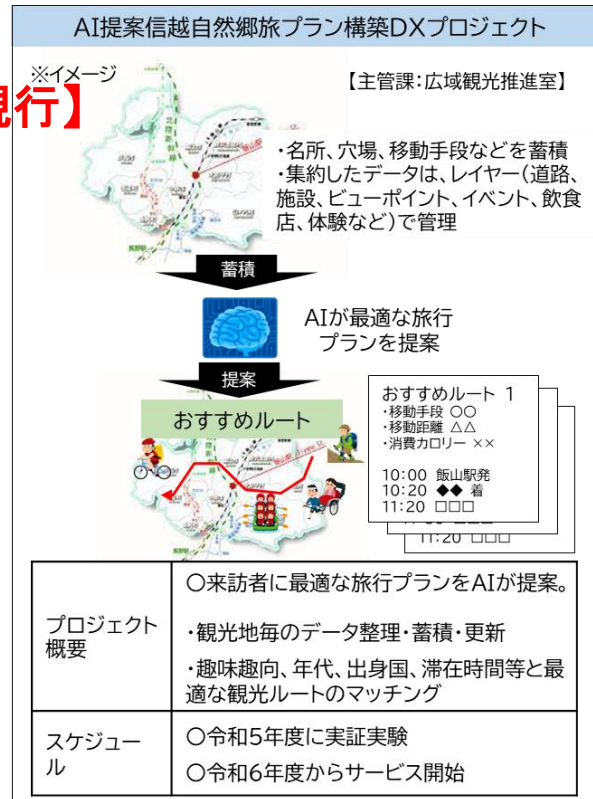 AI提案信越自然郷旅プラン構築DXプロジェクト
※イメージ
【主管課:広域観光推進室】
現行】
・名所、穴場、移動手段などを蓄積
・集約したデータは、レイヤー(道路、
施設、ビューポイント、イベント、飲食
店、体験など)で管理
北陸新幹線
長野駅
蓄積
AIが最適な旅行
プランを提案
提案
おすすめルート
おすすめルート 1
・移動手段 〇〇
・移動距離 △△
・消費カロリー ××
10:00 飯山駅発
10:20 ◆◆ 着
11:20 □□□
11:20 □□□
プロジェクト
概要
〇来訪者に最適な旅行プランをAIが提案。
・観光地毎のデータ整理・蓄積・更新
・趣味趣向、年代、出身国、滞在時間等と最
適な観光ルートのマッチング
スケジュー
ル
〇令和5年度に実証実験
〇令和6年度からサービス開始